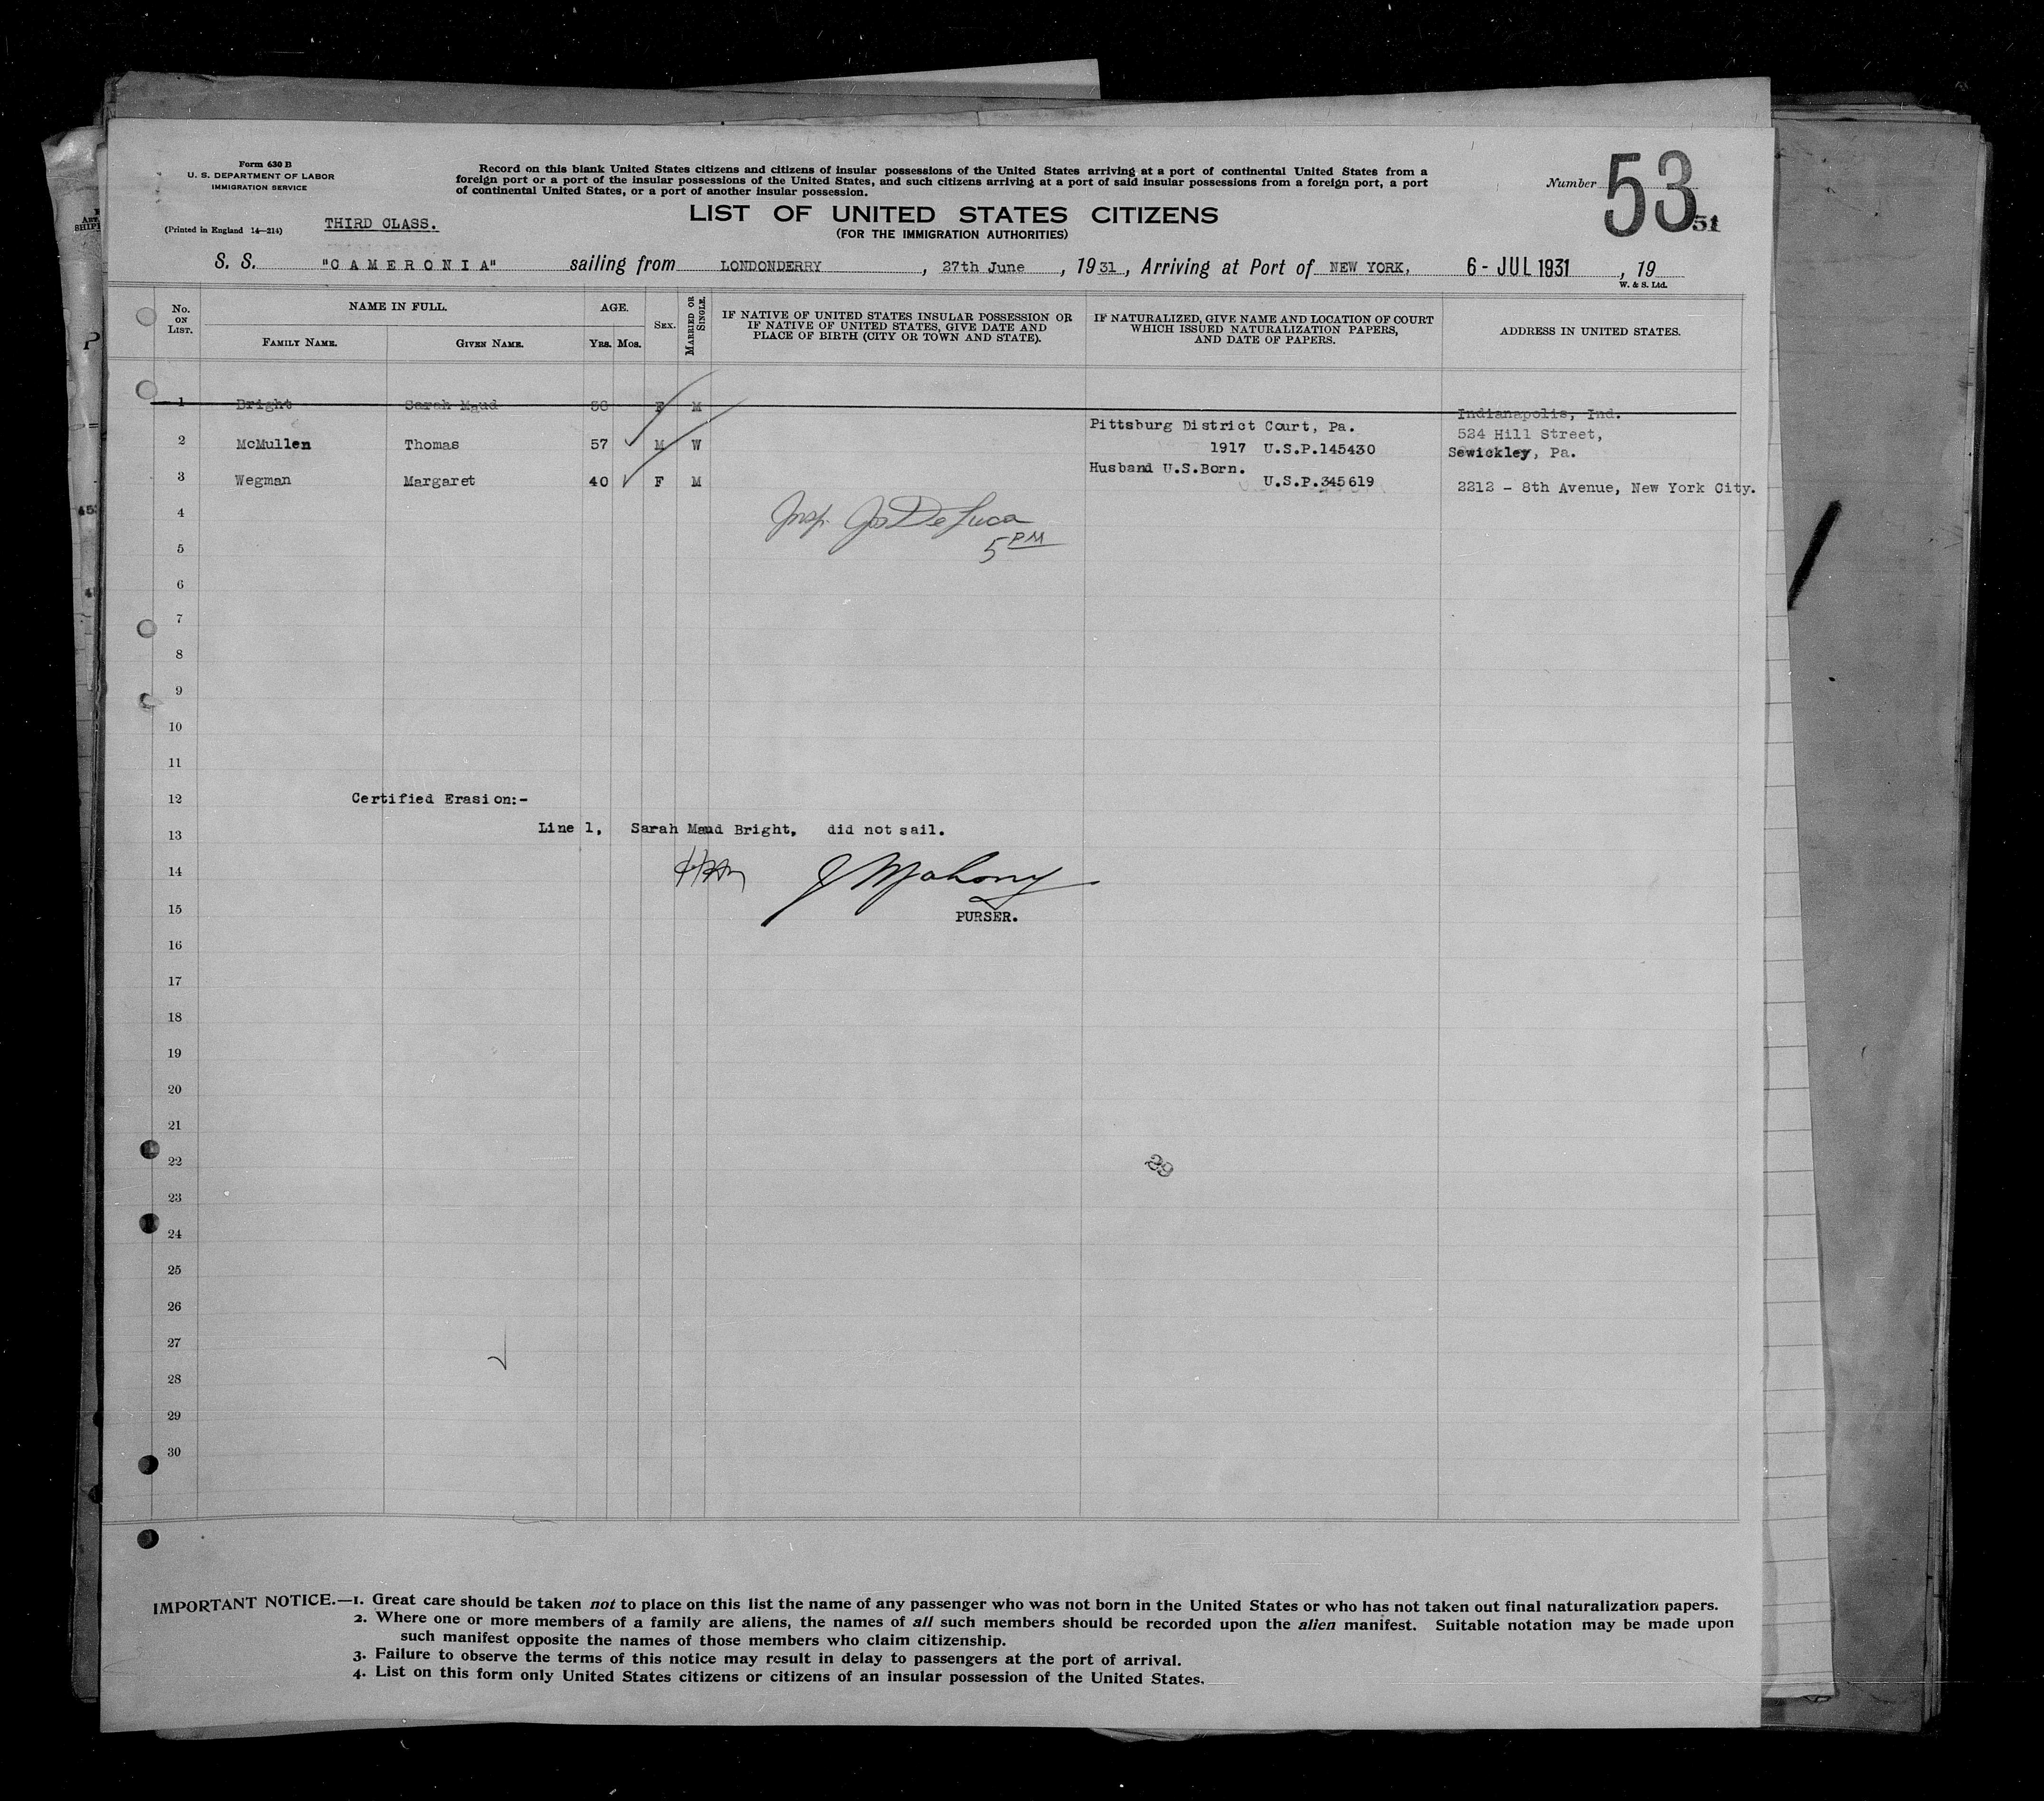 Form 630 B
U. S. DEPARTMENT OF LABOR
IMMIGRATION SERVICE
(Printed in England 14—214)
THIRD CLASS.
Record on this blank United States citizens and citizens of insular possessions of the United States arriving at a port of continental United States from a
foreign port or a port of the insular possessions of the United States, and such citizens arriving at a port of said insular possessions from a foreign port, a port
of continental United States, or a port of another insular possession.
Number 53
51
LIST OF UNITED STATES CITIZENS
(FOR THE IMMIGRATION AUTHORITIES)
S. S. "CAMERONIA" sailing from LONDONDERRY, 27th June, 1931, Arriving at Port of NEW YORK, 6 - JUL 1931, 19
W. & S. Ltd.
No. ON LIST.
NAME IN FULL.
FAMILY NAME. GIVEN NAME.
AGE.
YRS. MOS.
SEX.
MARRIED OR SINGLE.
IF NATIVE OF UNITED STATES INSULAR POSSESSION OR
IF NATIVE OF UNITED STATES, GIVE DATE AND
PLACE OF BIRTH (CITY OR TOWN AND STATE).
IF NATURALIZED, GIVE NAME AND LOCATION OF COURT
WHICH ISSUED NATURALIZATION PAPERS,
AND DATE OF PAPERS.
ADDRESS IN UNITED STATES.
1 Bright Sarah Maud 38 F M Indianapolis, Ind.
Pittsburg District Court, Pa. 524 Hill Street,
2 McMullen Thomas 57 M W 1917 U.S.P.145430 Sewickley, Pa.
Husband U.S.Born.
3 Wegman Margaret 40 F M U.S.P.345619 2212 - 8th Avenue, New York City.
4 Insp. Jos De Luca
5 5 PM
6
7
8
9
10
11
12 Certified Erasion:-
13 Line 1, Sarah Maud Bright, did not sail.
14 J Mahony
15 PURSER.
16
17
18
19
20
21
22
23
24
25
26
27
28
29
30
IMPORTANT NOTICE.—1. Great care should be taken not to place on this list the name of any passenger who was not born in the United States or who has not taken out final naturalization papers.
2. Where one or more members of a family are aliens, the names of all such members should be recorded upon the alien manifest. Suitable notation may be made upon
such manifest opposite the names of those members who claim citizenship.
3. Failure to observe the terms of this notice may result in delay to passengers at the port of arrival.
4. List on this form only United States citizens or citizens of an insular possession of the United States.